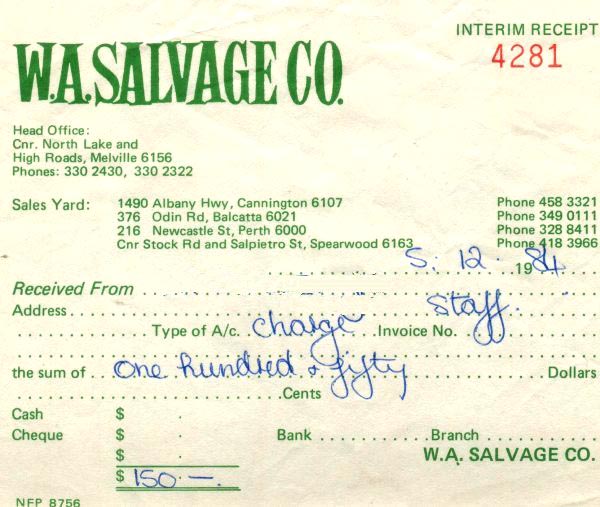 INTERIM RECEIPT
4281
W.A. SALVAGE CO.
Head Office:
Cnr. North Lake and
High Roads, Melville 6156
Phones: 330 2430, 330 2322
Sales Yard: 1490 Albany Hwy, Cannington 6107 Phone 458 3321
376 Odin Rd, Balcatta 6021 Phone 349 0111
216 Newcastle St, Perth 6000 Phone 328 8411
Cnr Stock Rd and Salpietro St, Spearwood 6163 Phone 418 3966
5. 12. 1984
Received From
Address Staff.
Type of A/c. Charge Invoice No.
the sum of One hundred & fifty Dollars
Cents
Cash $ .
Cheque $ . Bank Branch
$ . W.A. SALVAGE CO.
$ 150.—.
NFP 8756